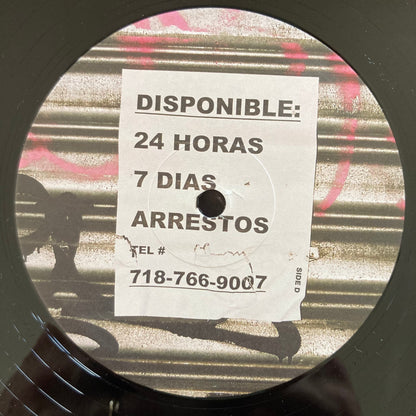 DISPONIBLE:
24 HORAS
7 DIAS
ARRESTOS
TEL #
718-766-9007
SIDE D